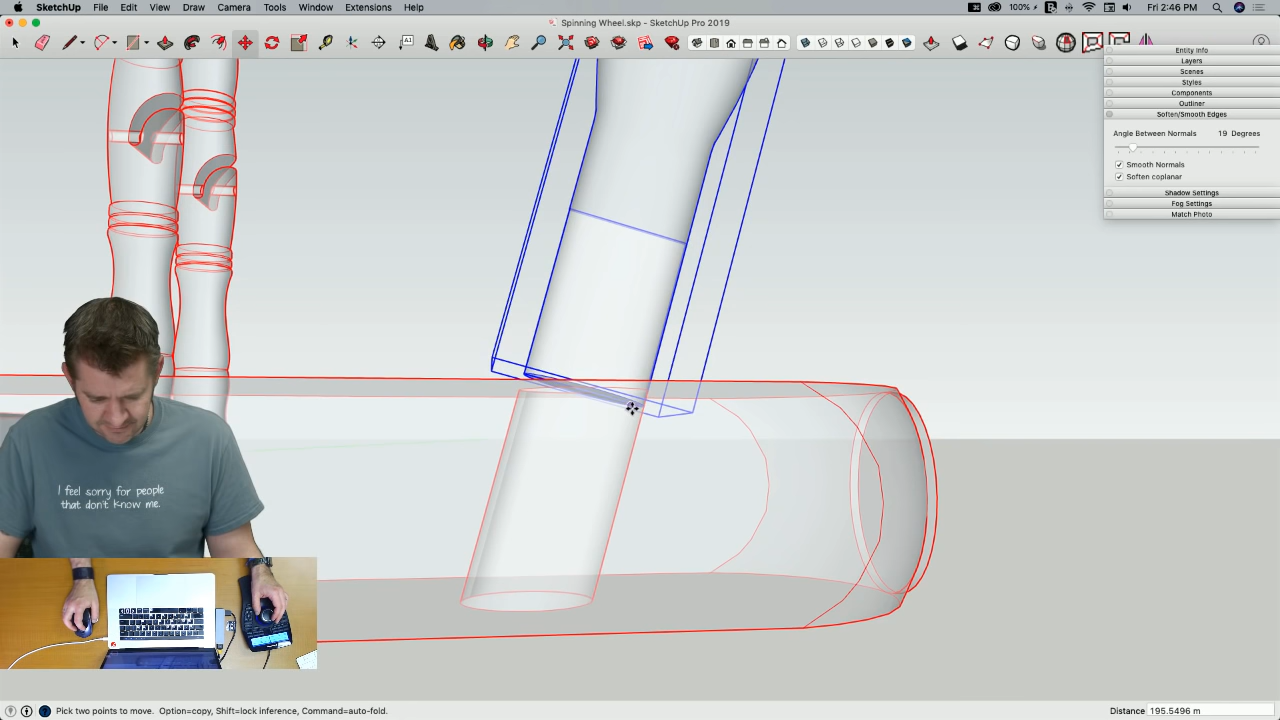 SketchUp File Edit View Draw Camera Tools Window Extensions Help
100% Fri 2:46 PM
Spinning Wheel.skp - SketchUp Pro 2019
Entity Info
Layers
Scenes
Styles
Components
Outliner
Soften/Smooth Edges
Angle Between Normals 19 Degrees
Smooth Normals
Soften coplanar
Shadow Settings
Fog Settings
Match Photo
I feel sorry for people
that don't know me.
Pick two points to move. Option=copy, Shift=lock inference, Command=auto-fold.
Distance 195.5496 m